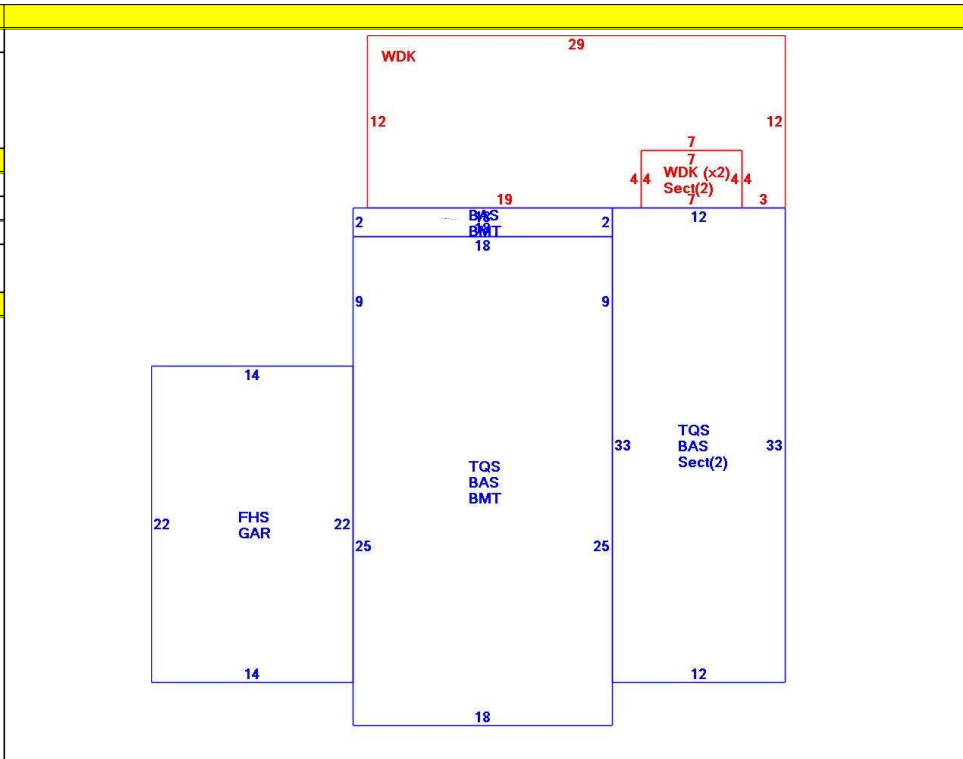 29
WDK
12 12
7
7
4 4 WDK (x2) 4 4
Sect(2)
19 7 3
BAS 12
2 18 2
18
BMT
18
9 9
14
TQS
BAS
33 33
Sect(2)
TQS
BAS
BMT
FHS
22 22
GAR
25 25
14 12
18